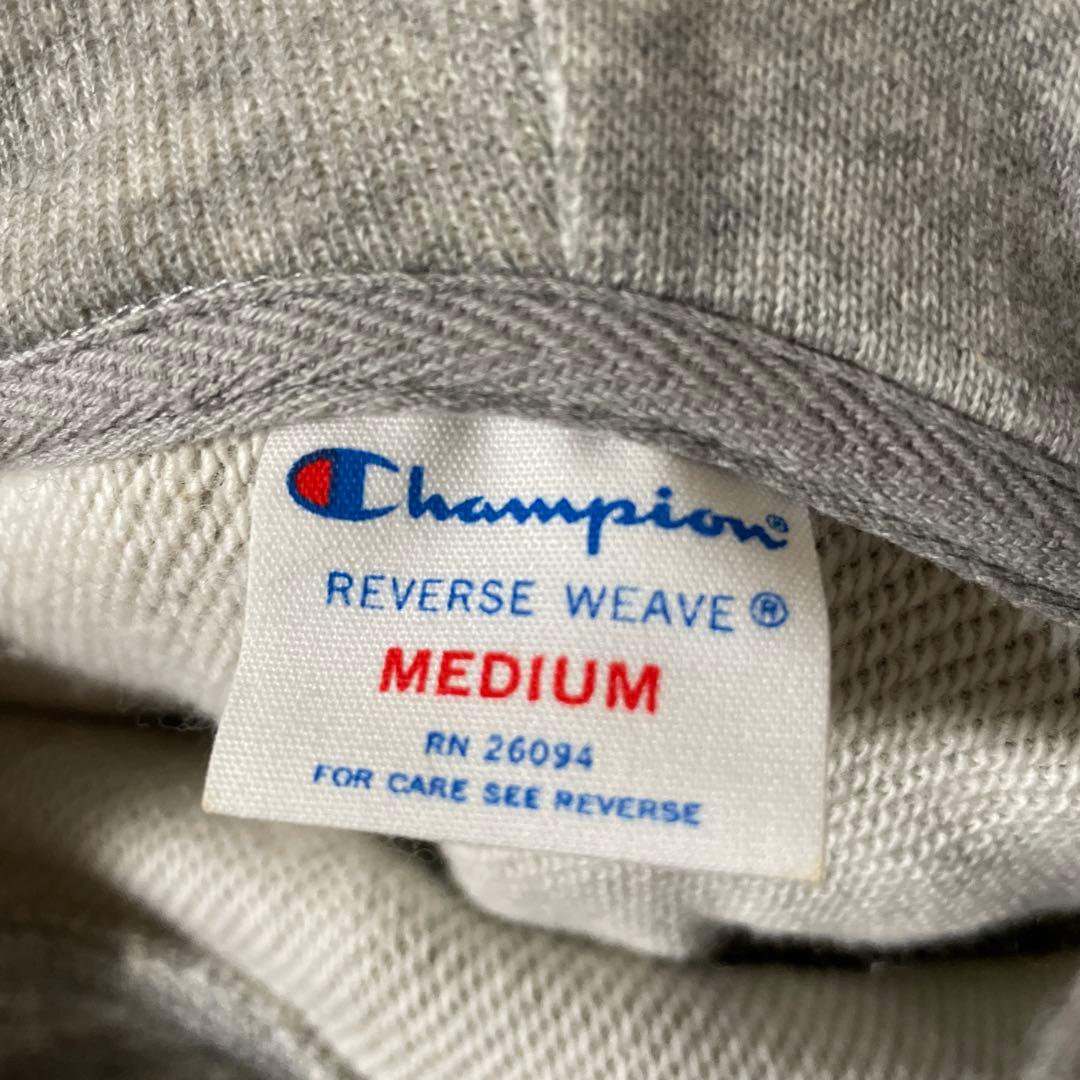 Champion®
REVERSE WEAVE®
MEDIUM
RN 26094
FOR CARE SEE REVERSE